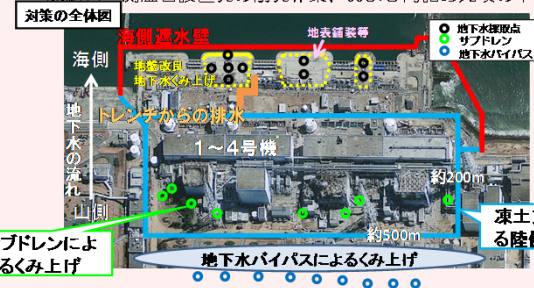 対策の全体図
地下水採取点
サブドレン
地下水バイパス
海側遮水壁
地表舗装等
海側
地盤改良
地下水くみ上げ
トレンチからの排水
地下水の流れ
1~4号機
山側
約200m
約500m
ブドレンによ
るくみ上げ
凍土
る陸
地下水バイパスによるくみ上げ